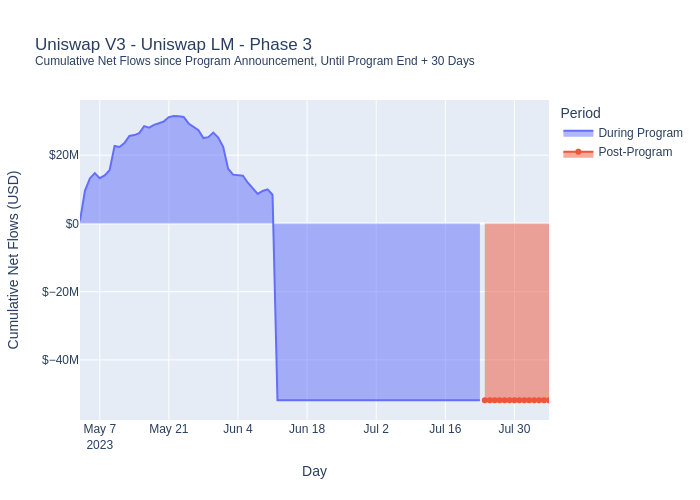 Uniswap V3 - Uniswap LM - Phase 3
Cumulative Net Flows since Program Announcement, Until Program End + 30 Days
Period
During Program
Post-Program
Cumulative Net Flows (USD)
$20M
$0
$−20M
$−40M
May 7
2023
May 21
Jun 4
Jun 18
Jul 2
Jul 16
Jul 30
Day